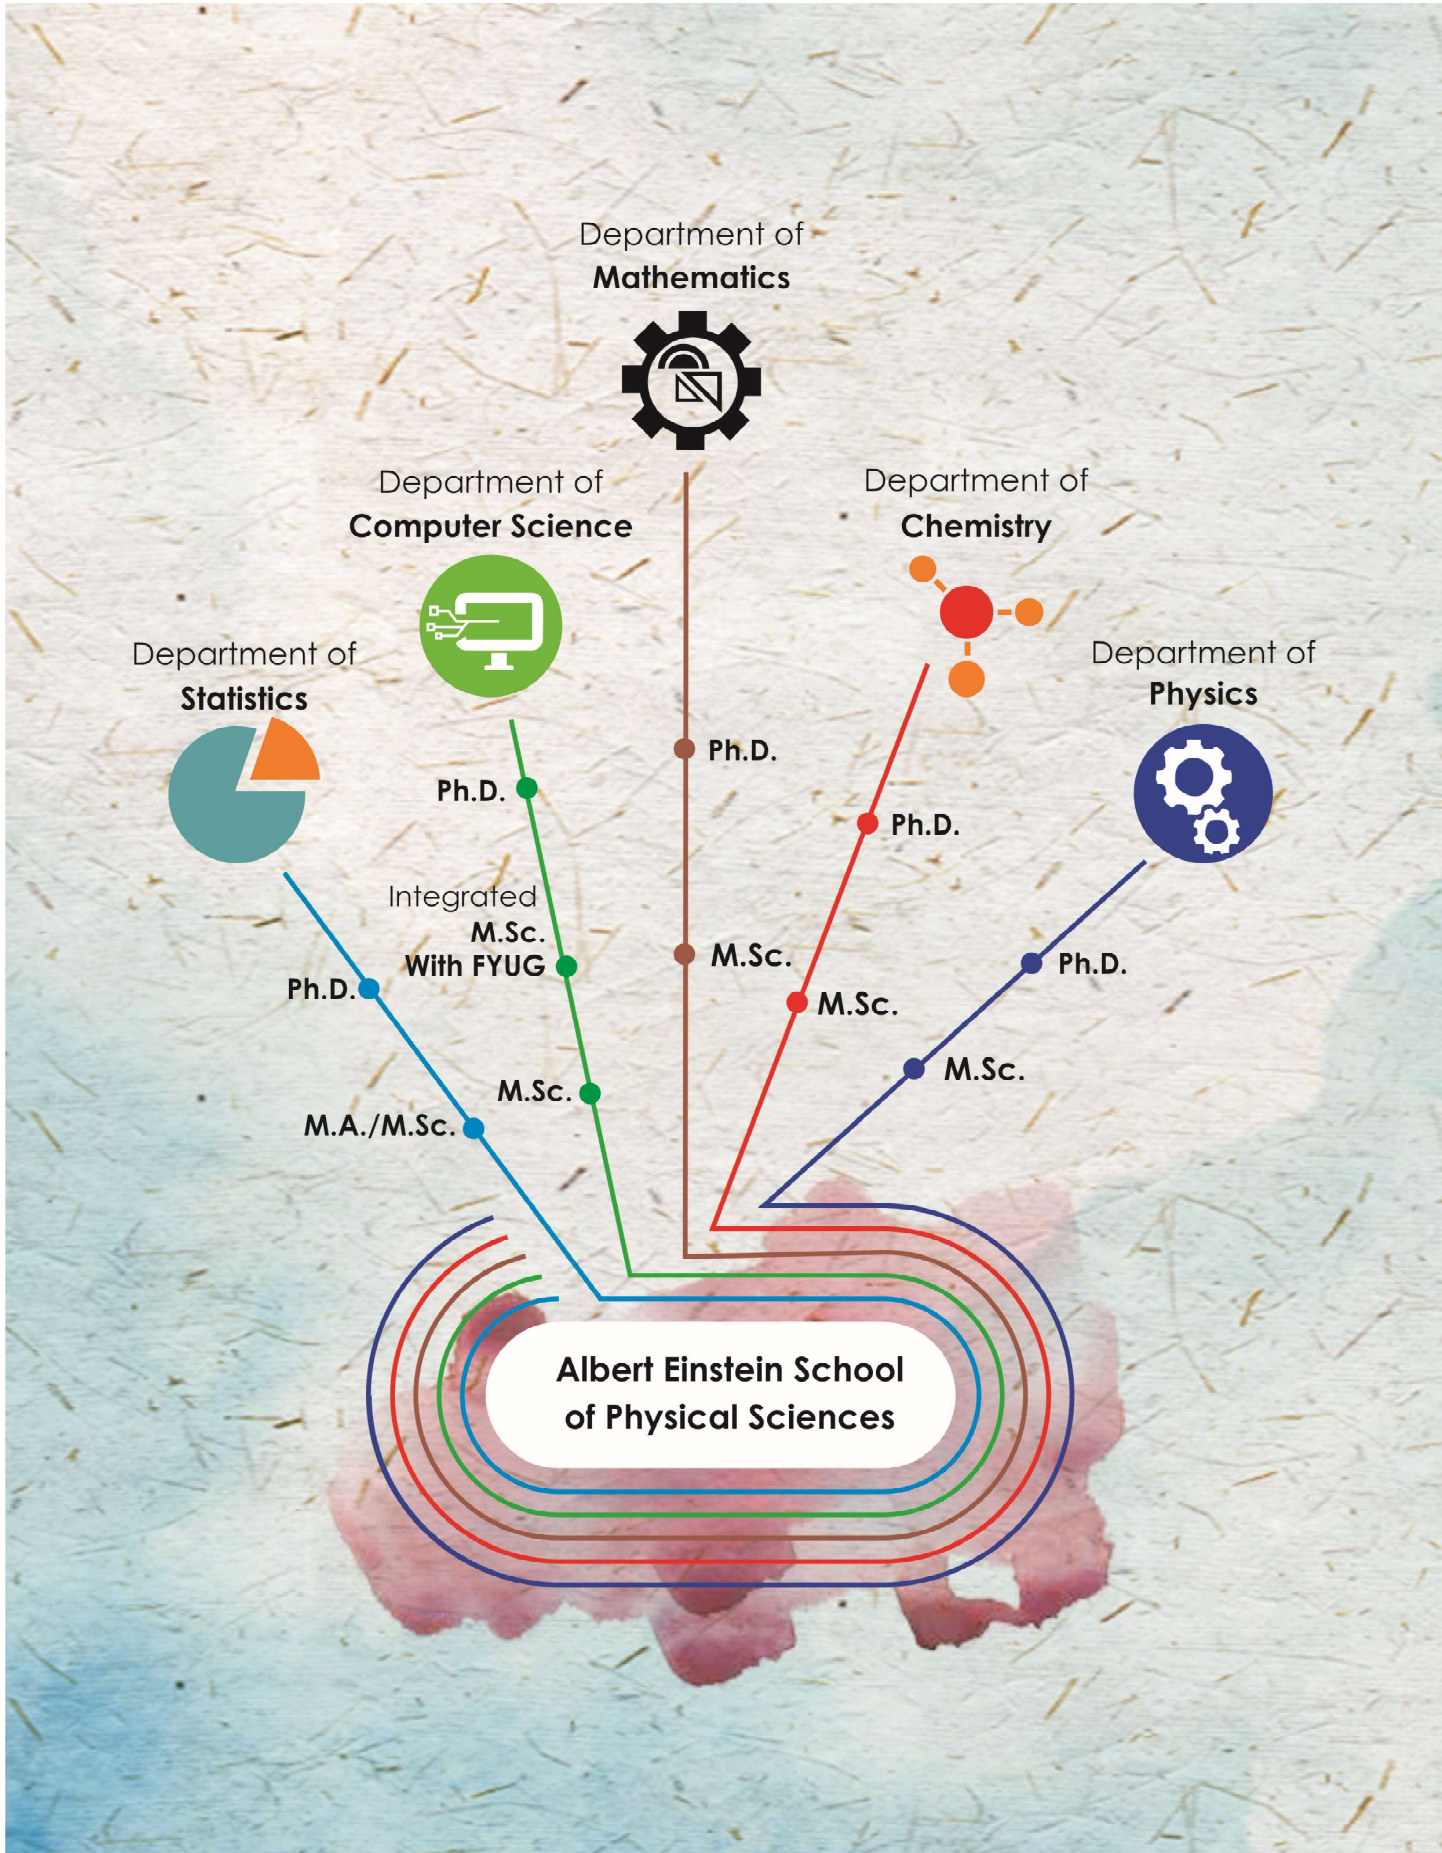 Department of
Mathematics
Department of
Computer Science
Department of
Chemistry
Department of
Statistics
Department of
Physics
Ph.D.
Ph.D.
Ph.D.
Integrated
M.Sc.
With FYUG
M.Sc.
Ph.D.
Ph.D.
M.Sc.
M.Sc.
M.Sc.
M.A./M.Sc.
Albert Einstein School
of Physical Sciences